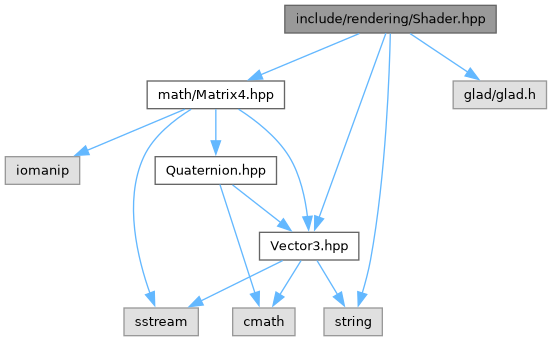 include/rendering/Shader.hpp
math/Matrix4.hpp
glad/glad.h
iomanip
Quaternion.hpp
Vector3.hpp
sstream
cmath
string